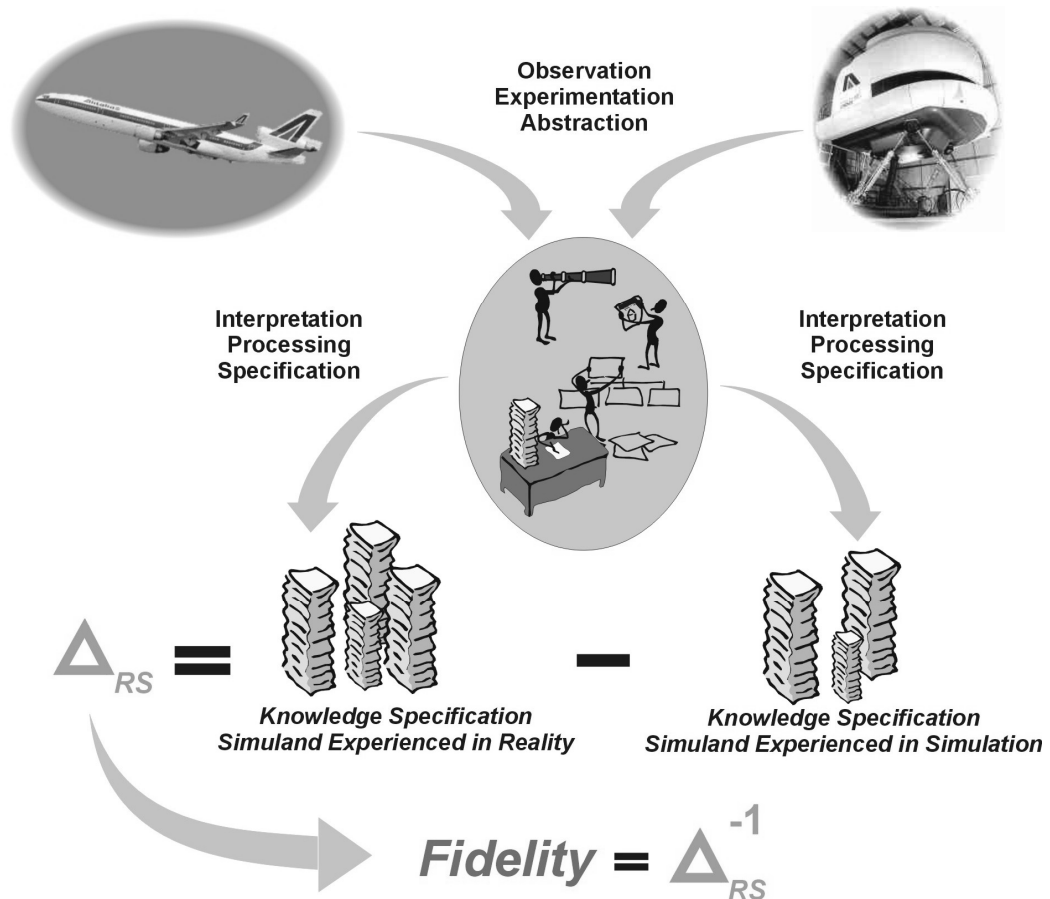 Observation
Experimentation
Abstraction
Interpretation
Processing
Specification
Interpretation
Processing
Specification
Δ RS =
−
Knowledge Specification
Simuland Experienced in Reality
Knowledge Specification
Simuland Experienced in Simulation
Fidelity = Δ RS -1